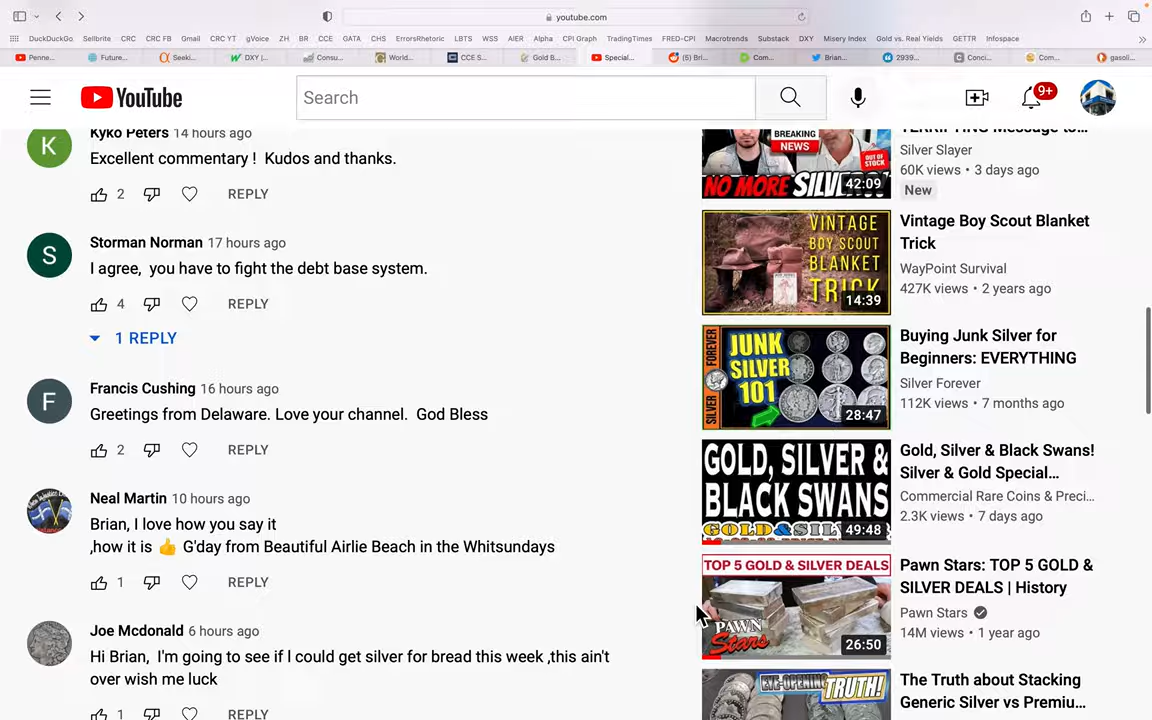 youtube.com
DuckDuckGo Sellbrite CRC CRC FB Gmail CRC YT gVoice ZH BR CCE GATA CHS ErrorsRhetoric LBTS WSS AIER Alpha CPI Graph TradingTimes FRED-CPI Macrotrends Substack DXY Misery Index Gold vs. Real Yields GETTR Infospace
Penne... Future... Seeki... DXY |... Consu... World... CCE S... Gold B... Special... (5) Bri... Com... Brian... 2939... Conci... Com... gasoli...
YouTube
Search
9+
K
Kyko Peters 14 hours ago
Excellent commentary ! Kudos and thanks.
2 REPLY
S
Storman Norman 17 hours ago
I agree, you have to fight the debt base system.
4 REPLY
1 REPLY
F
Francis Cushing 16 hours ago
Greetings from Delaware. Love your channel. God Bless
2 REPLY
Neal Martin 10 hours ago
Brian, I love how you say it
,how it is 👍 G'day from Beautiful Airlie Beach in the Whitsundays
1 REPLY
Joe Mcdonald 6 hours ago
Hi Brian, I'm going to see if I could get silver for bread this week ,this ain't
over wish me luck
1 REPLY
BREAKING
NEWS
OUT OF
STOCK
NO MORE SILVER
42:09
TERRIFYING Message to...
Silver Slayer
60K views • 3 days ago
New
VINTAGE
BOY SCOUT
BLANKET
TRICK
14:39
Vintage Boy Scout Blanket
Trick
WayPoint Survival
427K views • 2 years ago
SILVER FOREVER
JUNK
SILVER
101
28:47
Buying Junk Silver for
Beginners: EVERYTHING
Silver Forever
112K views • 7 months ago
GOLD, SILVER &
BLACK SWANS
GOLD & SIL
49:48
Gold, Silver & Black Swans!
Silver & Gold Special...
Commercial Rare Coins & Preci...
2.3K views • 7 days ago
TOP 5 GOLD & SILVER DEALS
PAWN
Stars
26:50
Pawn Stars: TOP 5 GOLD &
SILVER DEALS | History
Pawn Stars
14M views • 1 year ago
EYE-OPENING
TRUTH!
The Truth about Stacking
Generic Silver vs Premiu...